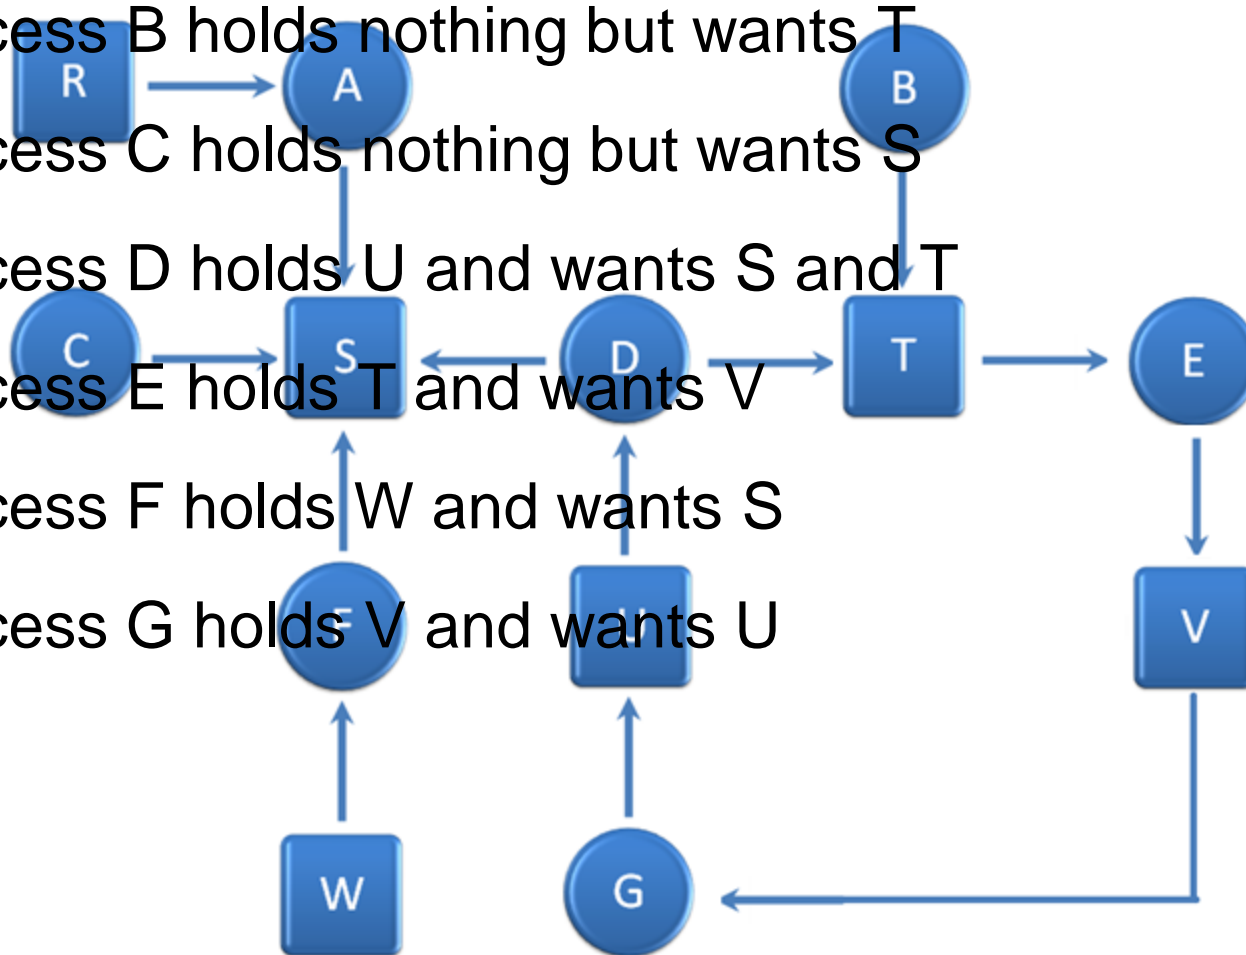 cess B holds nothing but wants T
R A B
cess C holds nothing but wants S
cess D holds U and wants S and T
C S D T E
cess E holds T and wants V
cess F holds W and wants S
F U V
cess G holds V and wants U
W G